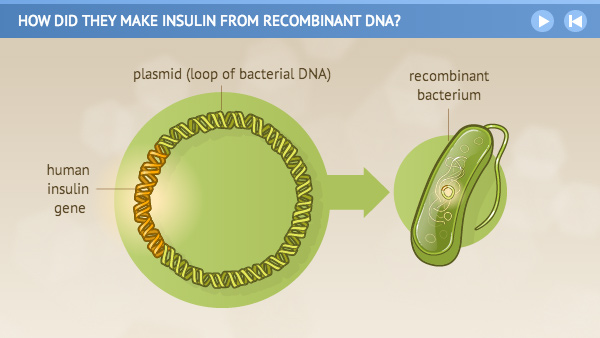 HOW DID THEY MAKE INSULIN FROM RECOMBINANT DNA?
plasmid (loop of bacterial DNA)
recombinant
bacterium
human
insulin
gene